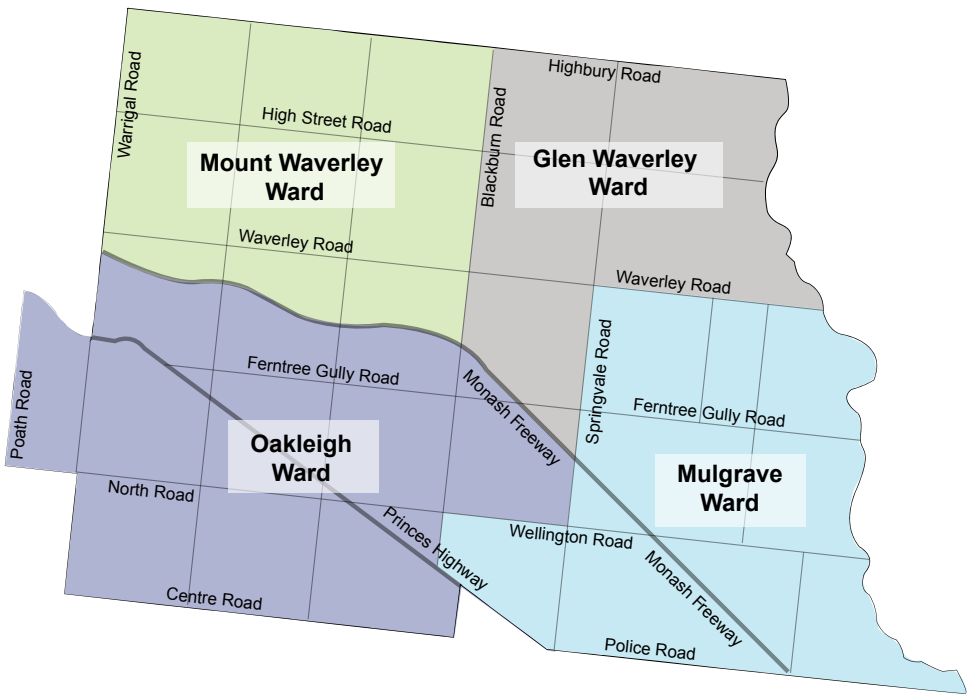 Highbury Road
Warrigal Road
High Street Road
Blackburn Road
Mount Waverley
Ward
Glen Waverley
Ward
Waverley Road
Waverley Road
Springvale Road
Ferntree Gully Road
Monash Freeway
Ferntree Gully Road
Poath Road
Oakleigh
Ward
Mulgrave
Ward
North Road
Princes Highway
Wellington Road
Monash Freeway
Centre Road
Police Road